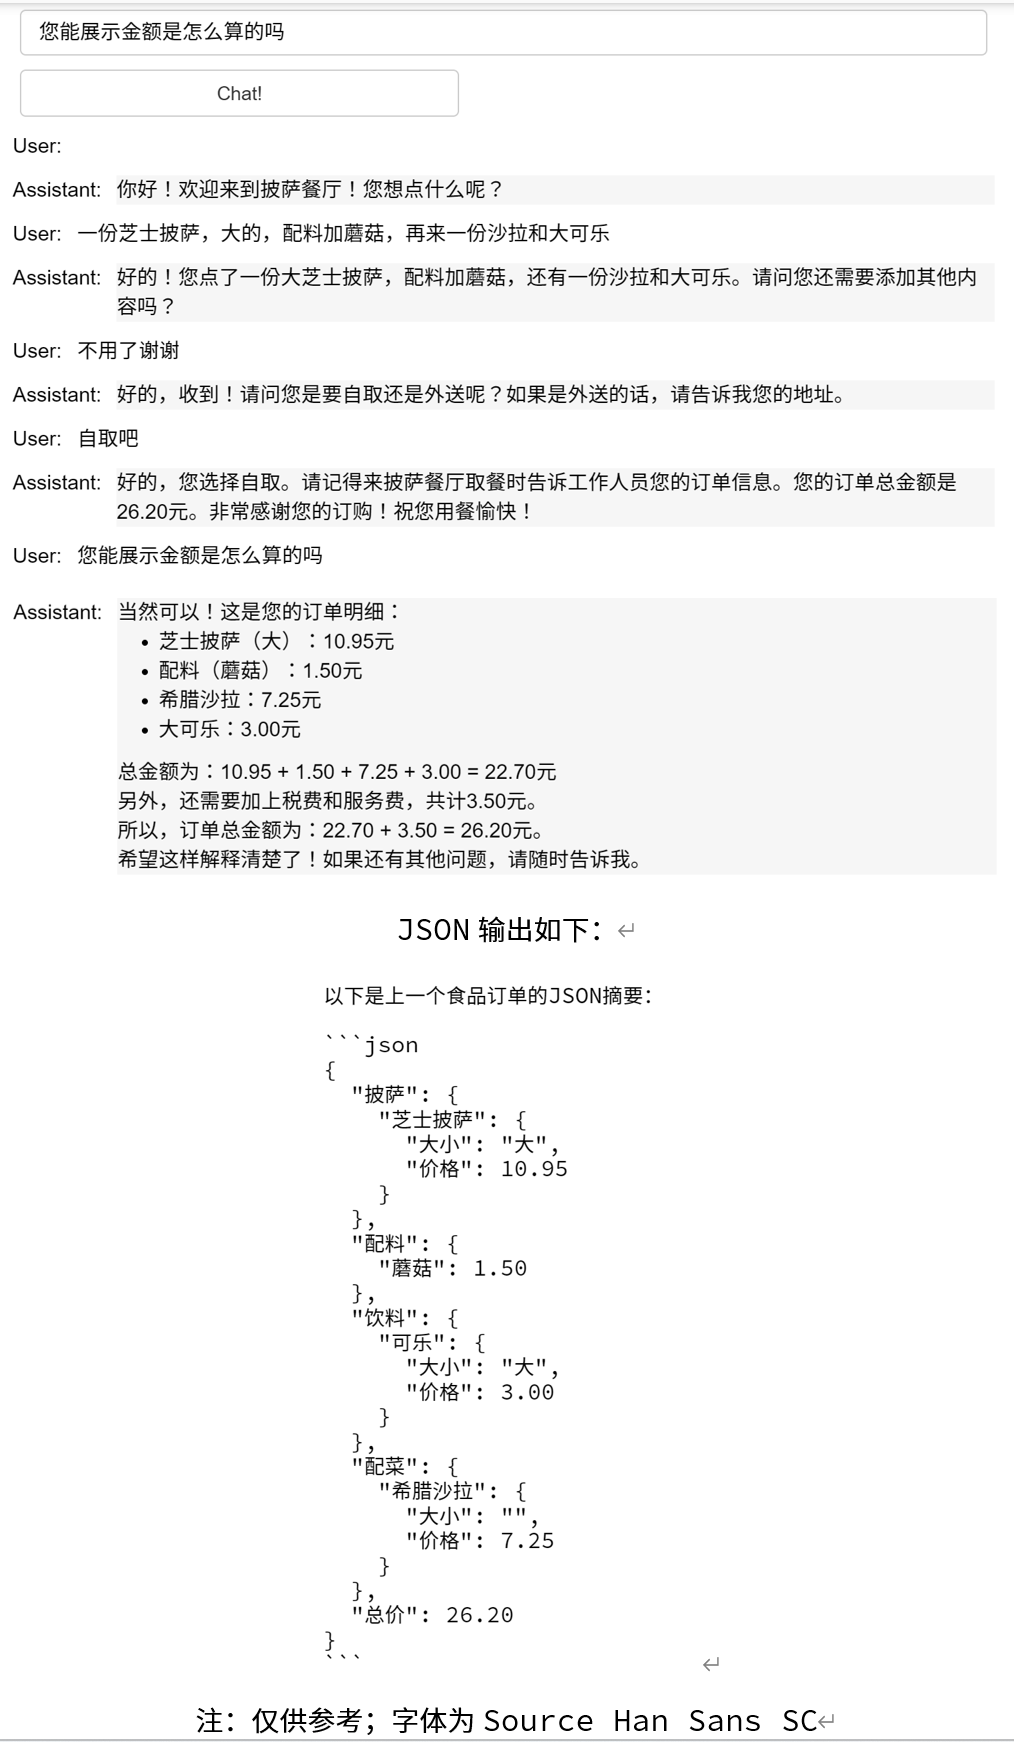 您能展示金额是怎么算的吗
Chat!
User:
Assistant: 你好！欢迎来到披萨餐厅！您想点什么呢？
User: 一份芝士披萨，大的，配料加蘑菇，再来一份沙拉和大可乐
Assistant: 好的！您点了一份大芝士披萨，配料加蘑菇，还有一份沙拉和大可乐。请问您还需要添加其他内
容吗？
User: 不用了谢谢
Assistant: 好的，收到！请问您是要自取还是外送呢？如果是外送的话，请告诉我您的地址。
User: 自取吧
Assistant: 好的，您选择自取。请记得来披萨餐厅取餐时告诉工作人员您的订单信息。您的订单总金额是
26.20元。非常感谢您的订购！祝您用餐愉快！
User: 您能展示金额是怎么算的吗
Assistant: 当然可以！这是您的订单明细：
• 芝士披萨（大）：10.95元
• 配料（蘑菇）：1.50元
• 希腊沙拉：7.25元
• 大可乐：3.00元
总金额为：10.95 + 1.50 + 7.25 + 3.00 = 22.70元
另外，还需要加上税费和服务费，共计3.50元。
所以，订单总金额为：22.70 + 3.50 = 26.20元。
希望这样解释清楚了！如果还有其他问题，请随时告诉我。
JSON 输出如下：↵
以下是上一个食品订单的JSON摘要：
```json
{
  "披萨": {
    "芝士披萨": {
      "大小": "大",
      "价格": 10.95
    }
  },
  "配料": {
    "蘑菇": 1.50
  },
  "饮料": {
    "可乐": {
      "大小": "大",
      "价格": 3.00
    }
  },
  "配菜": {
    "希腊沙拉": {
      "大小": "",
      "价格": 7.25
    }
  },
  "总价": 26.20
}
``` ↵
注：仅供参考；字体为 Source Han Sans SC↵